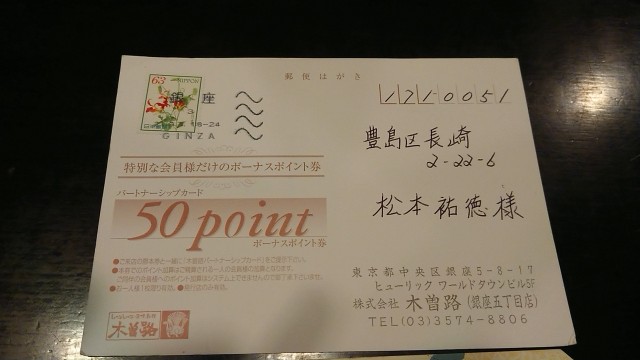 郵便はがき
63 NIPPON
銀座
18-24
GINZA
1710051
豊島区長崎
2-22-6
松本祐徳様
特別な会員様だけのボーナスポイント券
パートナーシップカード
50 point
ボーナスポイント券
東京都中央区銀座5-8-17
ヒューリック ワールドタウンビル5F
株式会社 木曽路 (銀座五丁目店)
TEL(03)3574-8806
木曽路